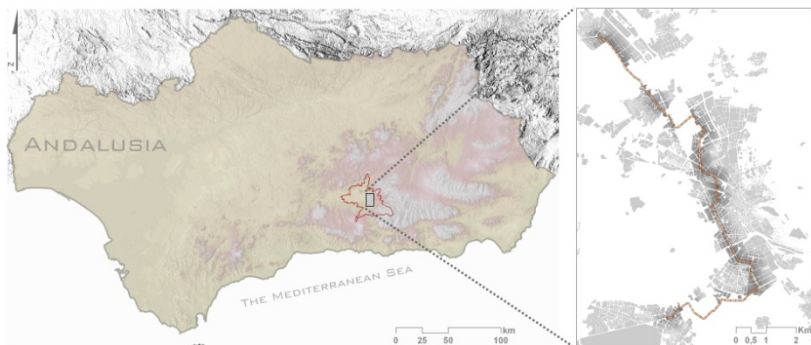 N
ANDALUSIA
THE MEDITERRANEAN SEA
0 25 50 100
km
0 0,5 1 2
Km